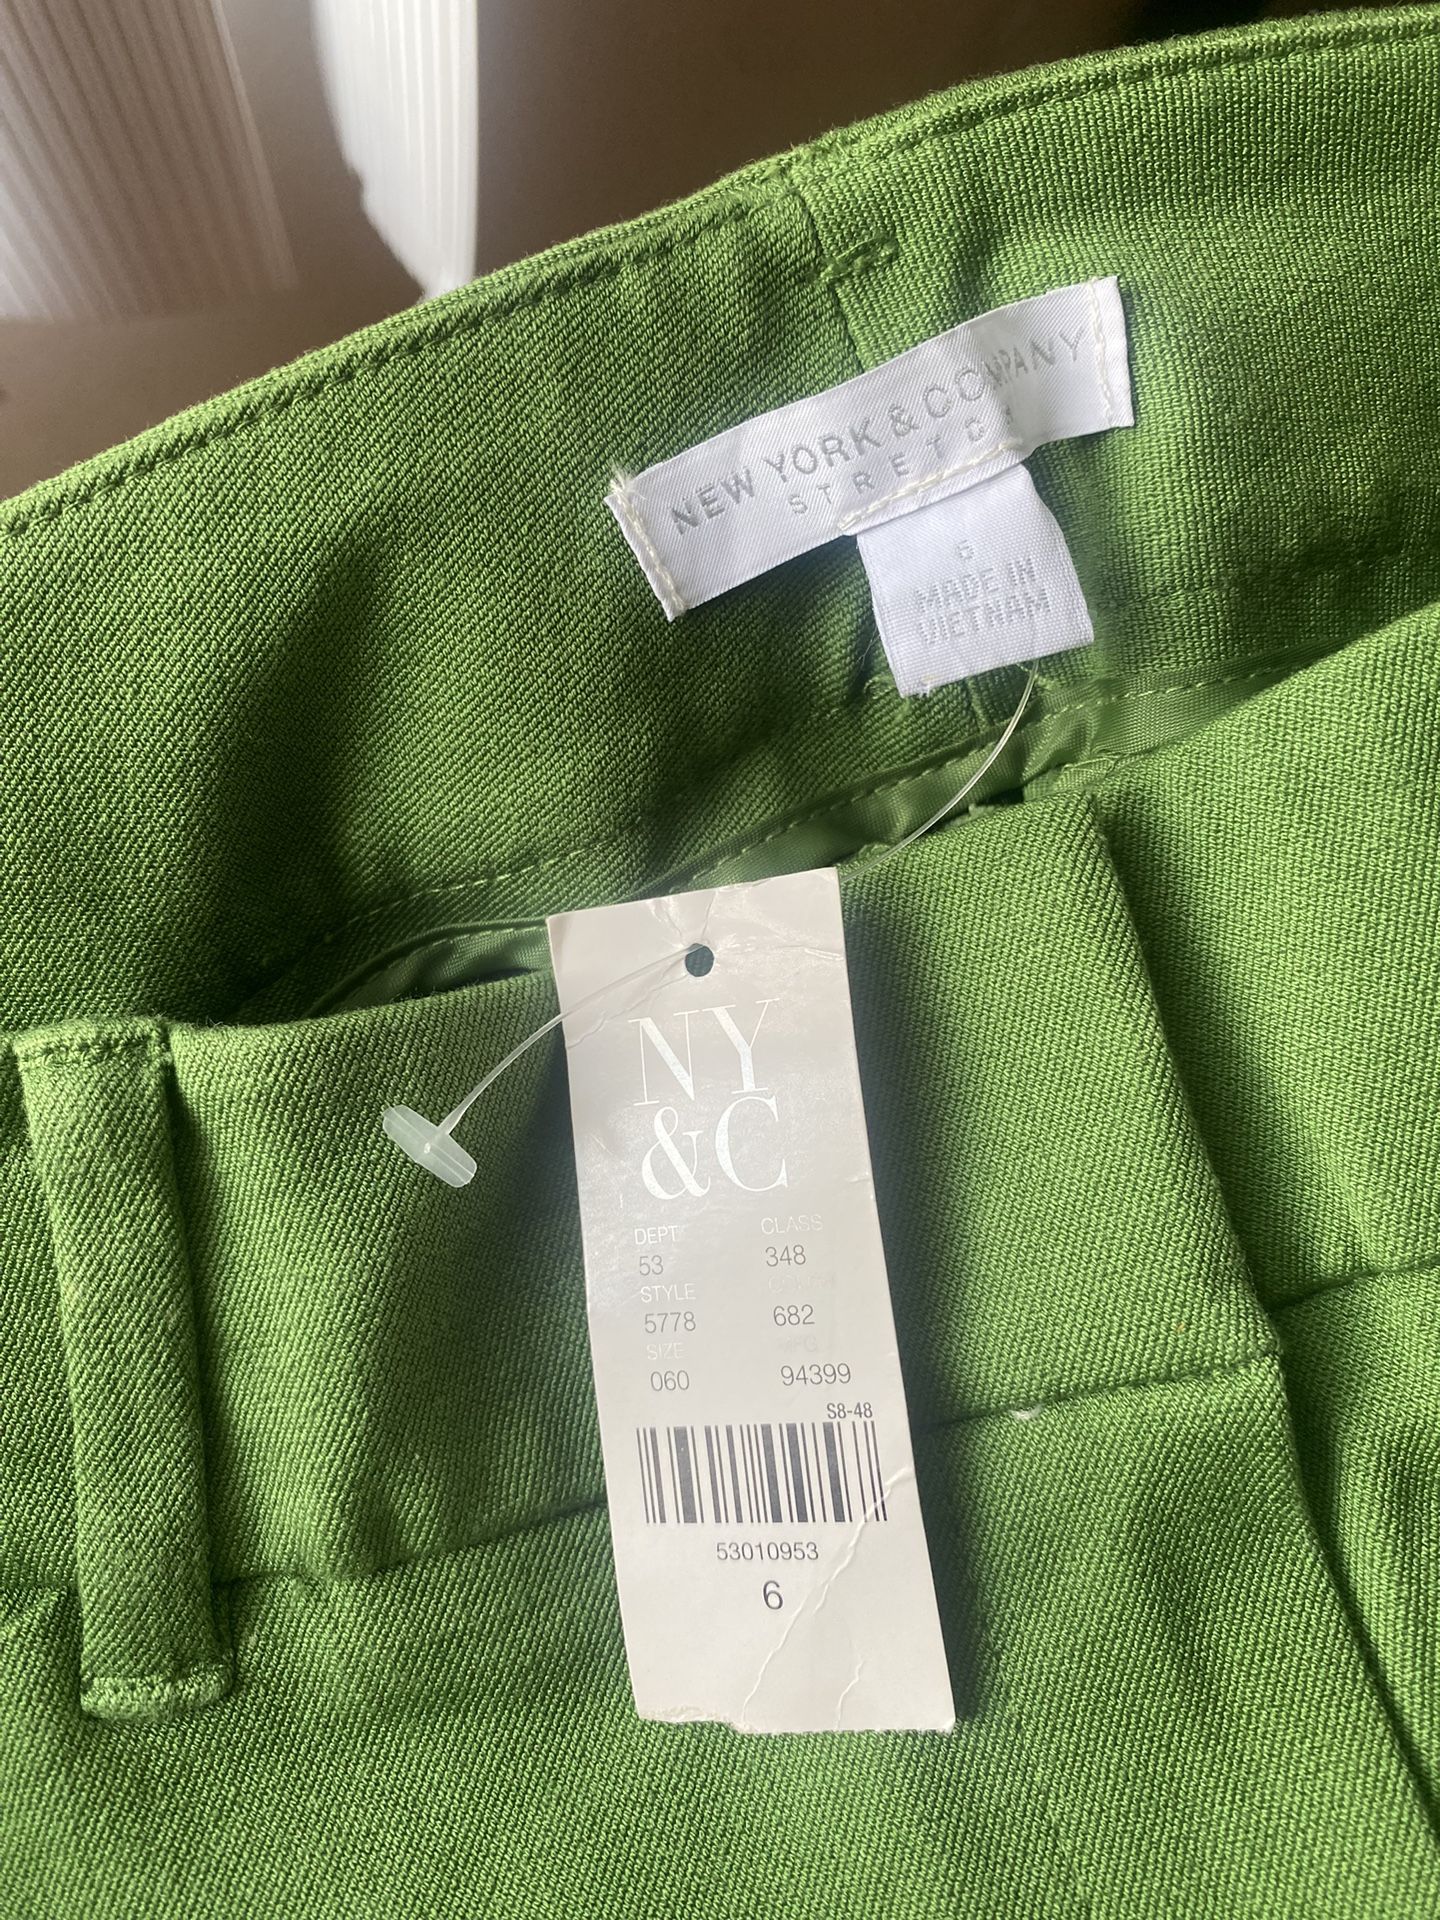 NEW YORK & COMPANY
STRETCH
6
MADE IN
VIETNAM
NY
&C
DEPT CLASS
53 348
STYLE
5778 682
SIZE MFG
060 94399
S8-48
53010953
6